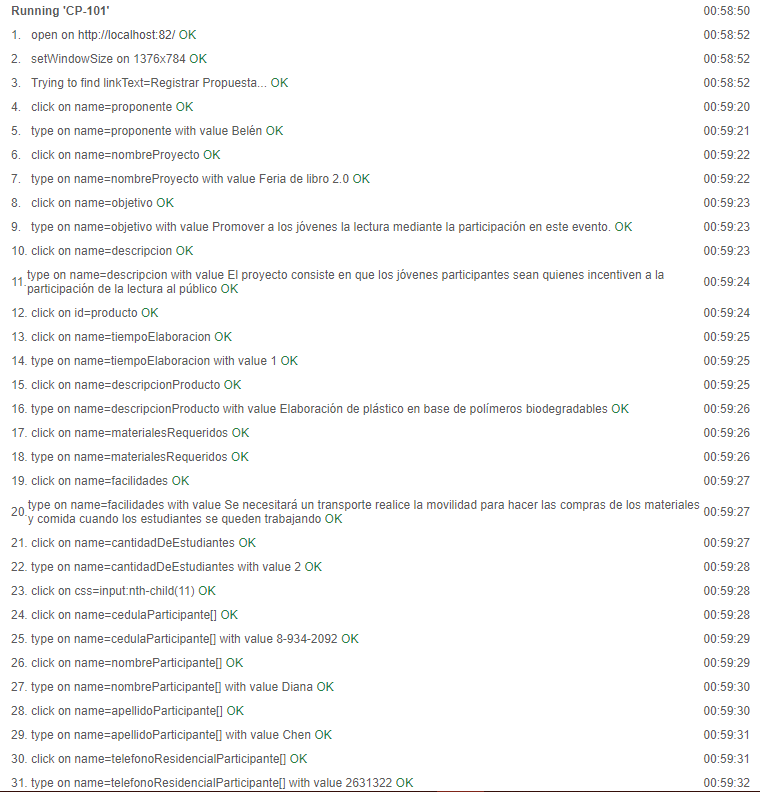 Running 'CP-101' 00:58:50
1. open on http://localhost:82/ OK 00:58:52
2. setWindowSize on 1376x784 OK 00:58:52
3. Trying to find linkText=Registrar Propuesta... OK 00:58:52
4. click on name=proponente OK 00:59:20
5. type on name=proponente with value Belén OK 00:59:21
6. click on name=nombreProyecto OK 00:59:22
7. type on name=nombreProyecto with value Feria de libro 2.0 OK 00:59:22
8. click on name=objetivo OK 00:59:23
9. type on name=objetivo with value Promover a los jóvenes la lectura mediante la participación en este evento. OK 00:59:23
10. click on name=descripcion OK 00:59:23
11. type on name=descripcion with value El proyecto consiste en que los jóvenes participantes sean quienes incentiven a la
participación de la lectura al público OK 00:59:24
12. click on id=producto OK 00:59:24
13. click on name=tiempoElaboracion OK 00:59:25
14. type on name=tiempoElaboracion with value 1 OK 00:59:25
15. click on name=descripcionProducto OK 00:59:25
16. type on name=descripcionProducto with value Elaboración de plástico en base de polímeros biodegradables OK 00:59:26
17. click on name=materialesRequeridos OK 00:59:26
18. type on name=materialesRequeridos OK 00:59:26
19. click on name=facilidades OK 00:59:27
20. type on name=facilidades with value Se necesitará un transporte realice la movilidad para hacer las compras de los materiales
y comida cuando los estudiantes se queden trabajando OK 00:59:27
21. click on name=cantidadDeEstudiantes OK 00:59:27
22. type on name=cantidadDeEstudiantes with value 2 OK 00:59:28
23. click on css=input:nth-child(11) OK 00:59:28
24. click on name=cedulaParticipante[] OK 00:59:28
25. type on name=cedulaParticipante[] with value 8-934-2092 OK 00:59:29
26. click on name=nombreParticipante[] OK 00:59:29
27. type on name=nombreParticipante[] with value Diana OK 00:59:30
28. click on name=apellidoParticipante[] OK 00:59:30
29. type on name=apellidoParticipante[] with value Chen OK 00:59:31
30. click on name=telefonoResidencialParticipante[] OK 00:59:31
31. type on name=telefonoResidencialParticipante[] with value 2631322 OK 00:59:32